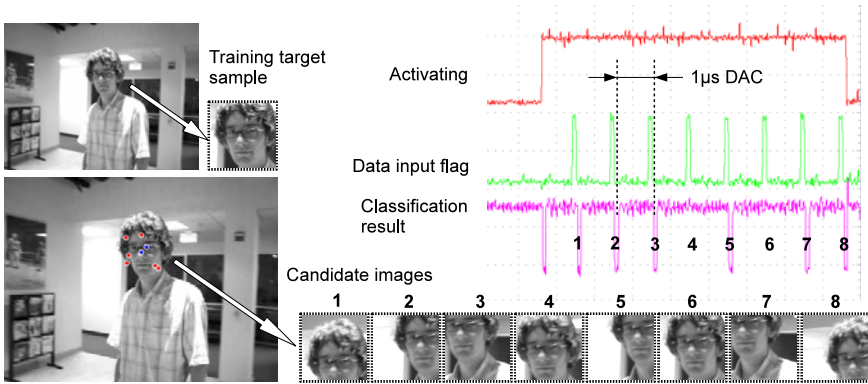 Training target
sample
Activating
1µs DAC
Data input flag
Classification
result
1 2 3 4 5 6 7 8
Candidate images
1 2 3 4 5 6 7 8